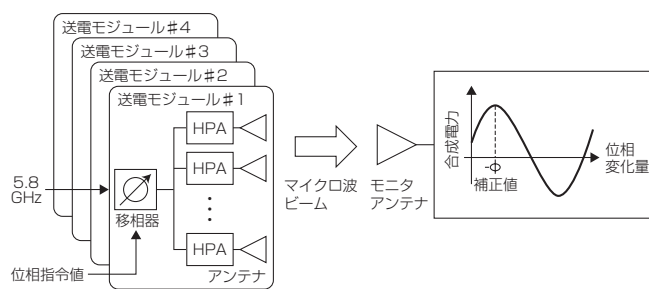 送電モジュール♯4
送電モジュール♯3
送電モジュール♯2
送電モジュール♯1
HPA
HPA
HPA
5.8
GHz
移相器
位相指令値
アンテナ
マイクロ波
ビーム
モニタ
アンテナ
合成電力
-Φ
補正値
位相
変化量